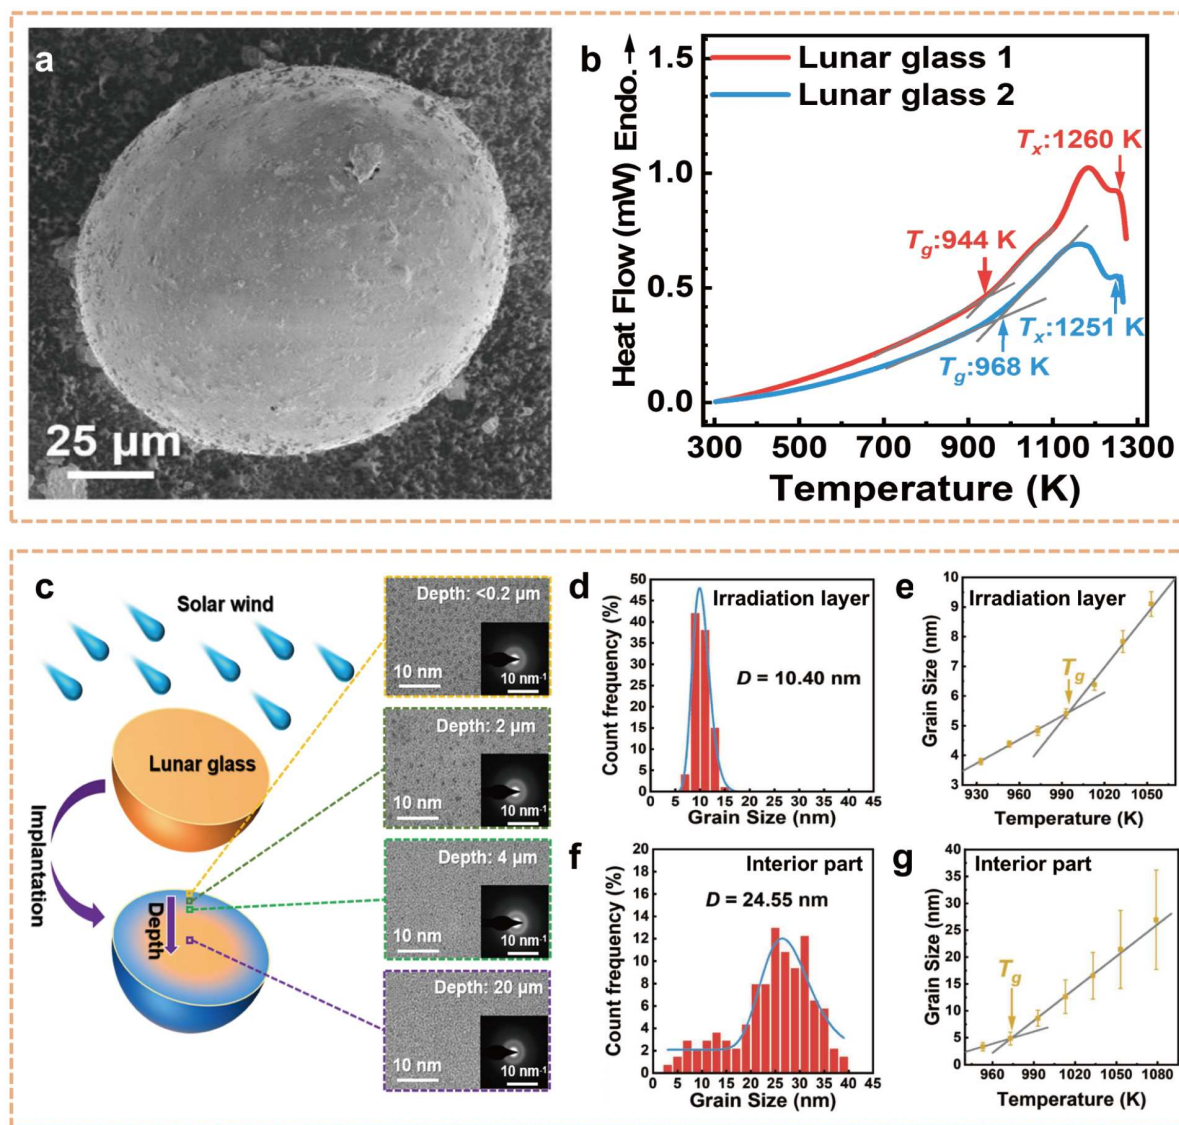 a
25 μm
b
Heat Flow (mW) Endo.→
1.5
1.0
0.5
0.0
Lunar glass 1
Lunar glass 2
Tx:1260 K
Tg:944 K
Tx:1251 K
Tg:968 K
300 500 700 900 1100 1300
Temperature (K)
c
Solar wind
Lunar glass
Implantation
Depth
Depth: <0.2 μm
10 nm
10 nm-1
Depth: 2 μm
10 nm
10 nm-1
Depth: 4 μm
10 nm
10 nm-1
Depth: 20 μm
10 nm
10 nm-1
d
Count frequency (%)
50
45
40
35
30
25
20
15
10
5
0
Irradiation layer
D = 10.40 nm
0 5 10 15 20 25 30 35 40 45
Grain Size (nm)
e
Grain Size (nm)
10
9
8
7
6
5
4
3
Irradiation layer
Tg
930 960 990 1020 1050
Temperature (K)
f
Count frequency (%)
20
18
16
14
12
10
8
6
4
2
0
Interior part
D = 24.55 nm
0 5 10 15 20 25 30 35 40 45
Grain Size (nm)
g
Grain Size (nm)
40
35
30
25
20
15
10
5
0
Interior part
Tg
960 990 1020 1050 1080
Temperature (K)